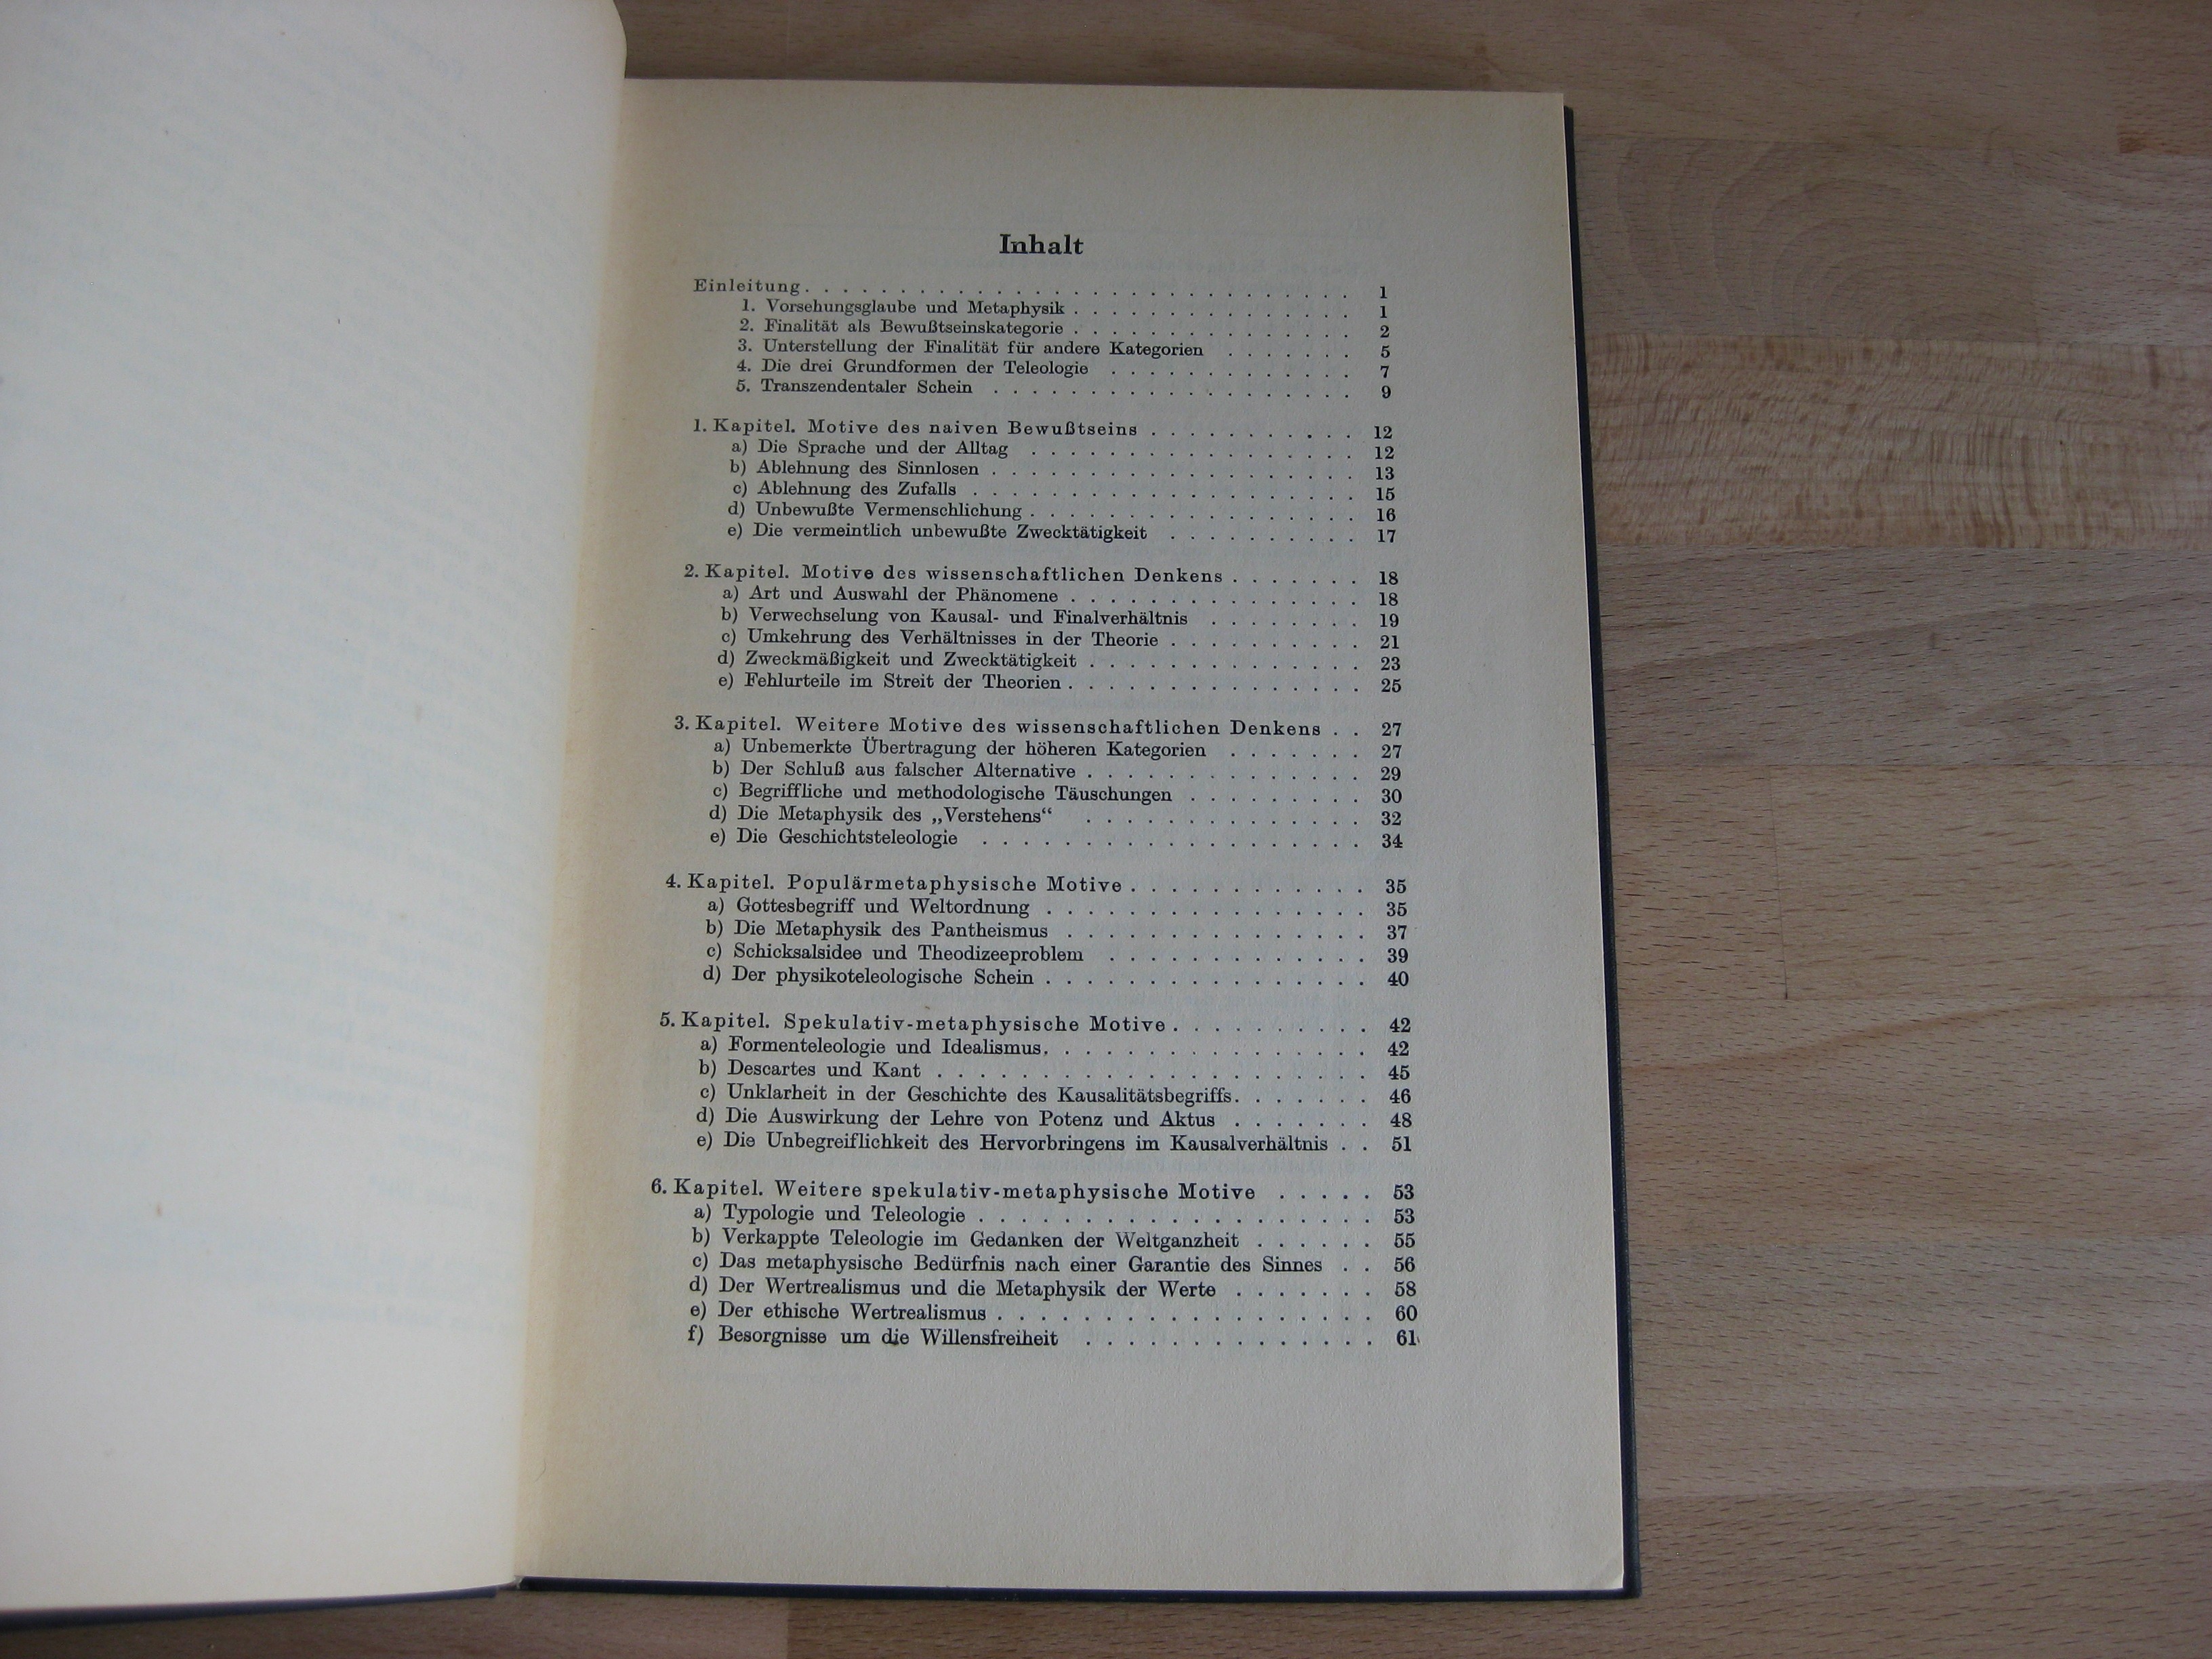 Inhalt
Einleitung. . . . . . . . . . . . . . . . . . . . . . . . . . . . . . 1
1. Vorsehungsglaube und Metaphysik . . . . . . . . . . . . . . . 1
2. Finalität als Bewußtseinskategorie . . . . . . . . . . . . . . . 2
3. Unterstellung der Finalität für andere Kategorien . . . . . . . 5
4. Die drei Grundformen der Teleologie . . . . . . . . . . . . . 7
5. Transzendentaler Schein . . . . . . . . . . . . . . . . . . . 9
1. Kapitel. Motive des naiven Bewußtseins . . . . . . . . . . . 12
a) Die Sprache und der Alltag . . . . . . . . . . . . . . . . . 12
b) Ablehnung des Sinnlosen . . . . . . . . . . . . . . . . . . . 13
c) Ablehnung des Zufalls . . . . . . . . . . . . . . . . . . . . 15
d) Unbewußte Vermenschlichung . . . . . . . . . . . . . . . . . 16
e) Die vermeintlich unbewußte Zwecktätigkeit . . . . . . . . . . 17
2. Kapitel. Motive des wissenschaftlichen Denkens . . . . . . . 18
a) Art und Auswahl der Phänomene . . . . . . . . . . . . . . . 18
b) Verwechselung von Kausal- und Finalverhältnis . . . . . . . . 19
c) Umkehrung des Verhältnisses in der Theorie . . . . . . . . . . 21
d) Zweckmäßigkeit und Zwecktätigkeit . . . . . . . . . . . . . . 23
e) Fehlurteile im Streit der Theorien . . . . . . . . . . . . . . . 25
3. Kapitel. Weitere Motive des wissenschaftlichen Denkens . . 27
a) Unbemerkte Übertragung der höheren Kategorien . . . . . . . 27
b) Der Schluß aus falscher Alternative . . . . . . . . . . . . . . 29
c) Begriffliche und methodologische Täuschungen . . . . . . . . . 30
d) Die Metaphysik des „Verstehens“ . . . . . . . . . . . . . . 32
e) Die Geschichtsteleologie . . . . . . . . . . . . . . . . . . . 34
4. Kapitel. Populärmetaphysische Motive . . . . . . . . . . . . 35
a) Gottesbegriff und Weltordnung . . . . . . . . . . . . . . . . 35
b) Die Metaphysik des Pantheismus . . . . . . . . . . . . . . . 37
c) Schicksalsidee und Theodizeeproblem . . . . . . . . . . . . . 39
d) Der physikoteleologische Schein . . . . . . . . . . . . . . . . 40
5. Kapitel. Spekulativ-metaphysische Motive . . . . . . . . . . 42
a) Formenteleologie und Idealismus. . . . . . . . . . . . . . . . 42
b) Descartes und Kant . . . . . . . . . . . . . . . . . . . . . 45
c) Unklarheit in der Geschichte des Kausalitätsbegriffs. . . . . . . 46
d) Die Auswirkung der Lehre von Potenz und Aktus . . . . . . . 48
e) Die Unbegreiflichkeit des Hervorbringens im Kausalverhältnis . . 51
6. Kapitel. Weitere spekulativ-metaphysische Motive . . . . . 53
a) Typologie und Teleologie . . . . . . . . . . . . . . . . . . . 53
b) Verkappte Teleologie im Gedanken der Weltganzheit . . . . . . 55
c) Das metaphysische Bedürfnis nach einer Garantie des Sinnes . . 56
d) Der Wertrealismus und die Metaphysik der Werte . . . . . . . 58
e) Der ethische Wertrealismus . . . . . . . . . . . . . . . . . . 60
f) Besorgnisse um die Willensfreiheit . . . . . . . . . . . . . . 61